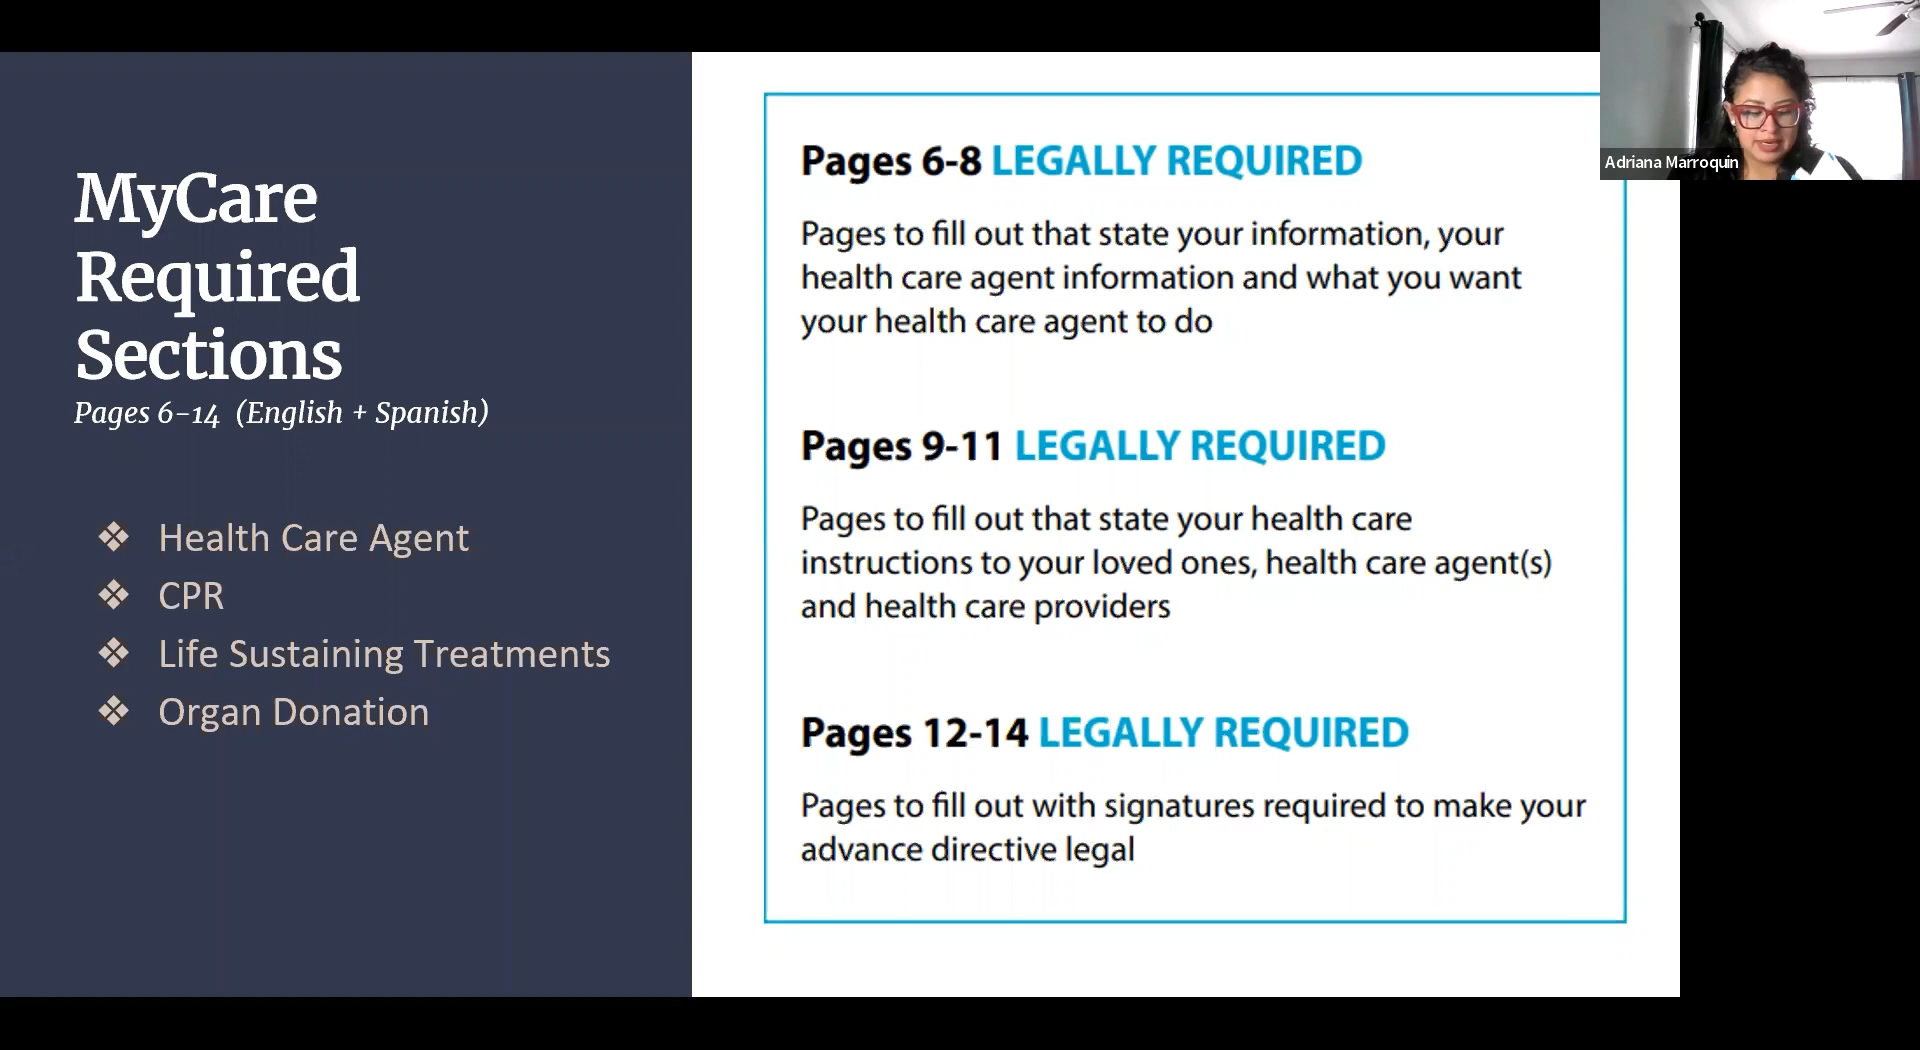 MyCare
Required
Sections
Pages 6-14 (English + Spanish)
❖ Health Care Agent
❖ CPR
❖ Life Sustaining Treatments
❖ Organ Donation
Pages 6-8 LEGALLY REQUIRED
Pages to fill out that state your information, your
health care agent information and what you want
your health care agent to do
Pages 9-11 LEGALLY REQUIRED
Pages to fill out that state your health care
instructions to your loved ones, health care agent(s)
and health care providers
Pages 12-14 LEGALLY REQUIRED
Pages to fill out with signatures required to make your
advance directive legal
Adriana Marroquin